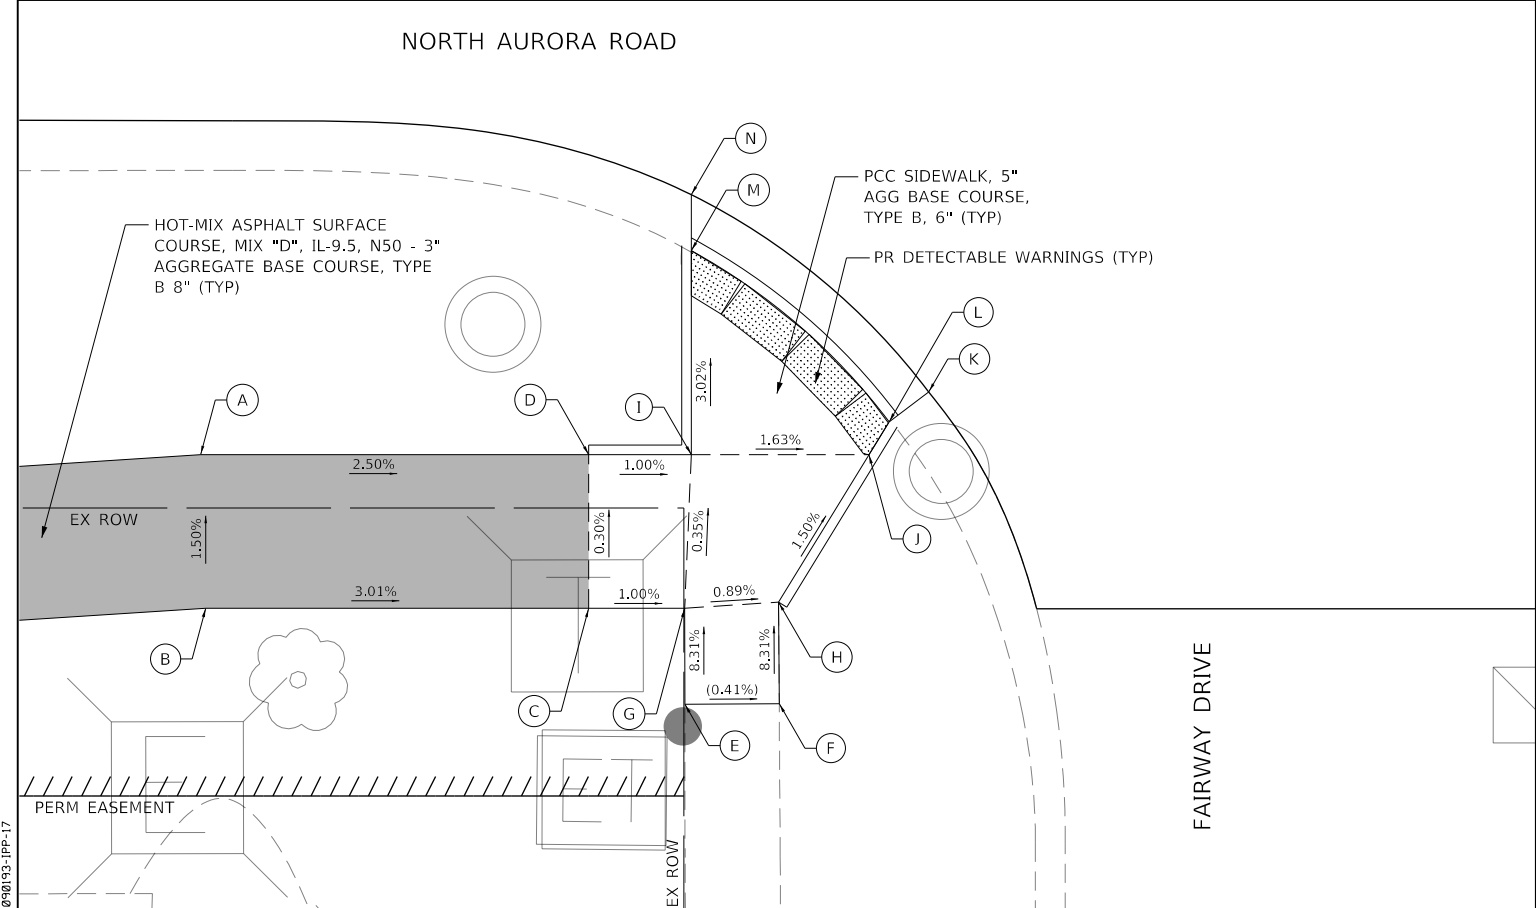 NORTH AURORA ROAD
N
M
PCC SIDEWALK, 5"
AGG BASE COURSE,
TYPE B, 6" (TYP)
HOT-MIX ASPHALT SURFACE
COURSE, MIX "D", IL-9.5, N50 - 3"
AGGREGATE BASE COURSE, TYPE
B 8" (TYP)
PR DETECTABLE WARNINGS (TYP)
L
K
3.02%
A
D
I
1.63%
2.50%
1.00%
EX ROW
1.50%
0.30%
0.35%
1.50%
J
3.01%
1.00%
0.89%
8.31%
8.31%
B
H
(0.41%)
C
G
E
F
FAIRWAY DRIVE
PERM EASEMENT
EX ROW
090193-IPP-17